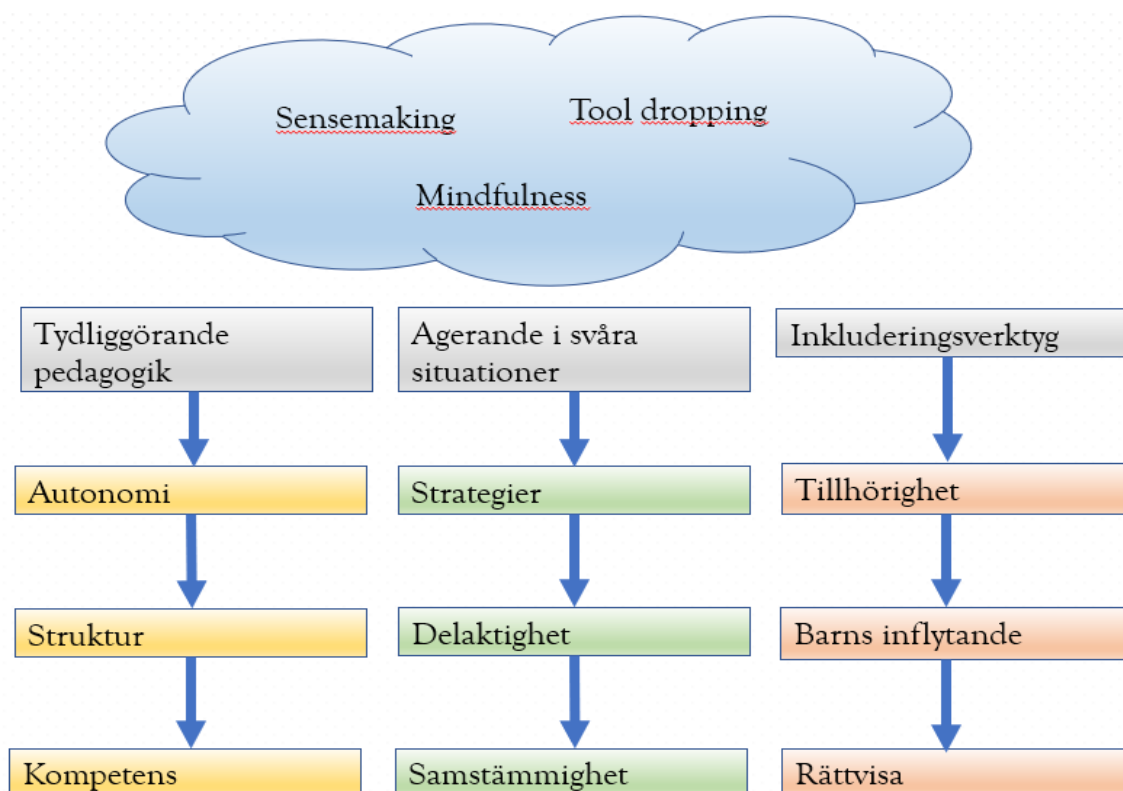 Sensemaking
Tool dropping
Mindfulness
Tydliggörande
pedagogik
Agerande i svåra
situationer
Inkluderingsverktyg
Autonomi
Strategier
Tillhörighet
Struktur
Delaktighet
Barns inflytande
Kompetens
Samstämmighet
Rättvisa